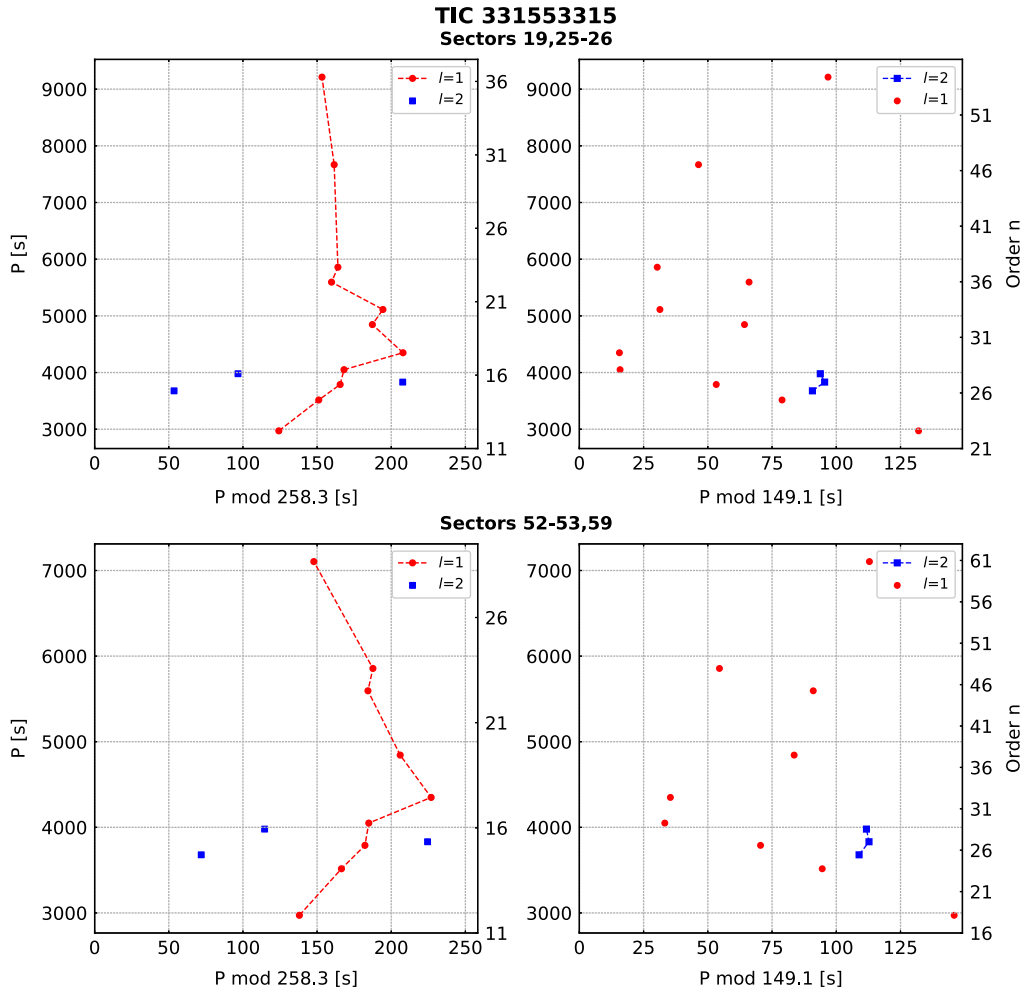 TIC 331553315
Sectors 19,25-26
P [s]
9000
8000
7000
6000
5000
4000
3000
0 50 100 150 200 250
P mod 258.3 [s]
36
31
26
21
16
11
l=1
l=2
9000
8000
7000
6000
5000
4000
3000
0 25 50 75 100 125
P mod 149.1 [s]
51
46
41
36
31
26
21
Order n
l=2
l=1
Sectors 52-53,59
P [s]
7000
6000
5000
4000
3000
0 50 100 150 200 250
P mod 258.3 [s]
26
21
16
11
l=1
l=2
7000
6000
5000
4000
3000
0 25 50 75 100 125
P mod 149.1 [s]
61
56
51
46
41
36
31
26
21
16
Order n
l=2
l=1